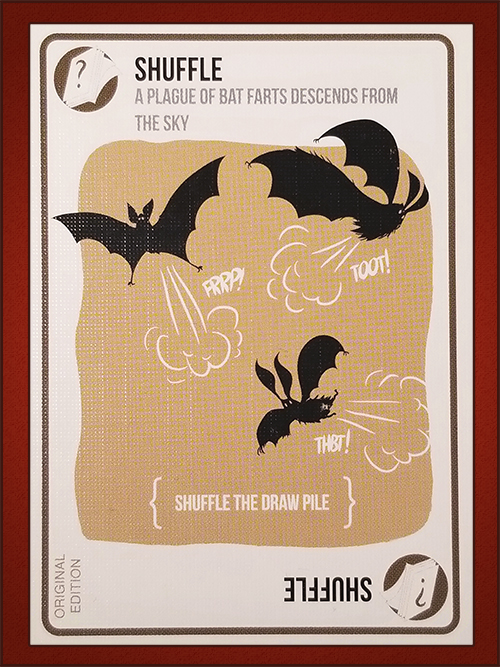 ?
SHUFFLE
A PLAGUE OF BAT FARTS DESCENDS FROM
THE SKY
FRRP!
TOOT!
THBT!
{ SHUFFLE THE DRAW PILE }
ORIGINAL
EDITION
SHUFFLE
?